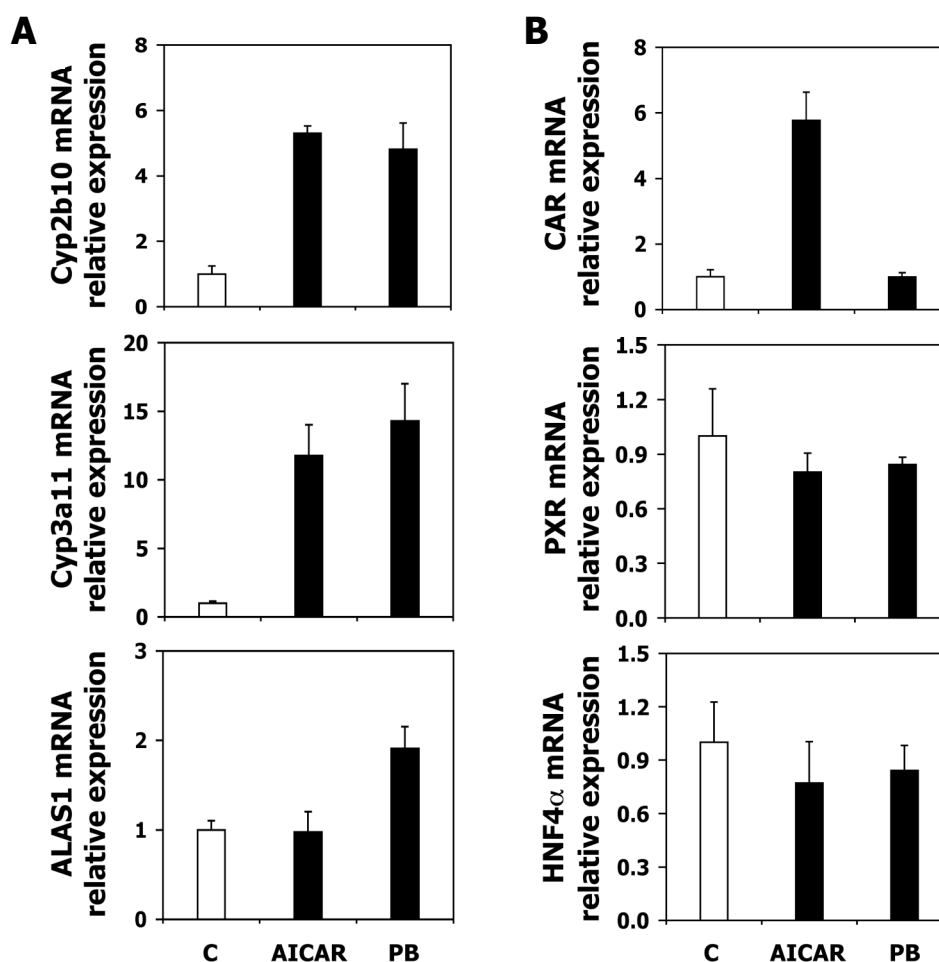 A
B
Cyp2b10 mRNA
relative expression
8
6
4
2
0
CAR mRNA
relative expression
8
6
4
2
0
Cyp3a11 mRNA
relative expression
20
15
10
5
0
PXR mRNA
relative expression
1.5
1.2
0.9
0.6
0.3
0.0
ALAS1 mRNA
relative expression
3
2
1
0
C AICAR PB
HNF4α mRNA
relative expression
1.5
1.2
0.9
0.6
0.3
0.0
C AICAR PB